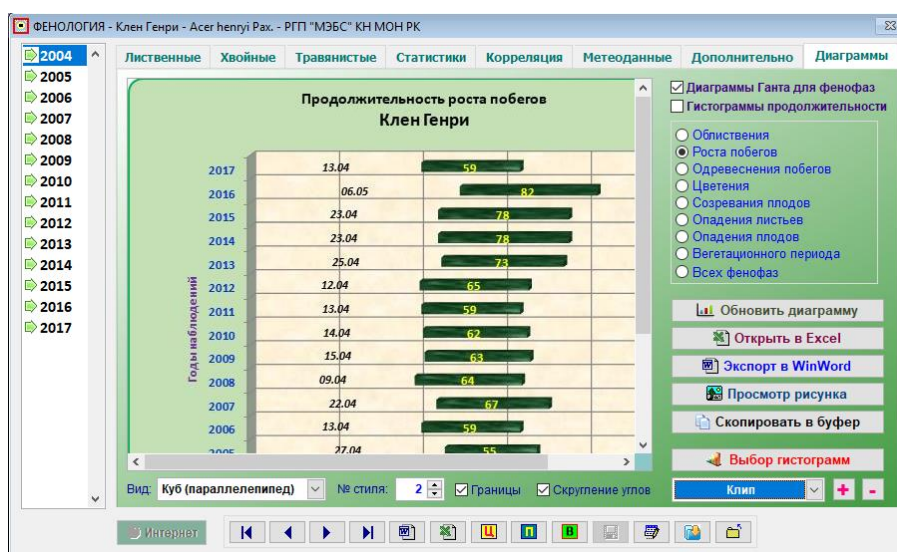 ФЕНОЛОГИЯ - Клен Генри - Acer henryi Pax. - РГП "МЭБС" КН МОН РК
2004
2005
2006
2007
2008
2009
2010
2011
2012
2013
2014
2015
2016
2017
Лиственные Хвойные Травянистые Статистики Корреляция Метеоданные Дополнительно Диаграммы
Продолжительность роста побегов
Клен Генри
Годы наблюдений
2017 13.04 59
2016 06.05 82
2015 23.04 78
2014 23.04 78
2013 25.04 73
2012 12.04 65
2011 13.04 59
2010 14.04 62
2009 15.04 63
2008 09.04 64
2007 22.04 67
2006 13.04 59
2005 27.04 55
Диаграммы Ганта для фенофаз
Гистограммы продолжительности
Облиствения
Роста побегов
Одревеснения побегов
Цветения
Созревания плодов
Опадения листьев
Опадения плодов
Вегетационного периода
Всех фенофаз
Обновить диаграмму
Открыть в Excel
Экспорт в WinWord
Просмотр рисунка
Скопировать в буфер
Выбор гистограмм
Клип + -
Вид: Куб (параллелепипед) № стиля: 2 Границы Скругление углов
Интернет Ц П В